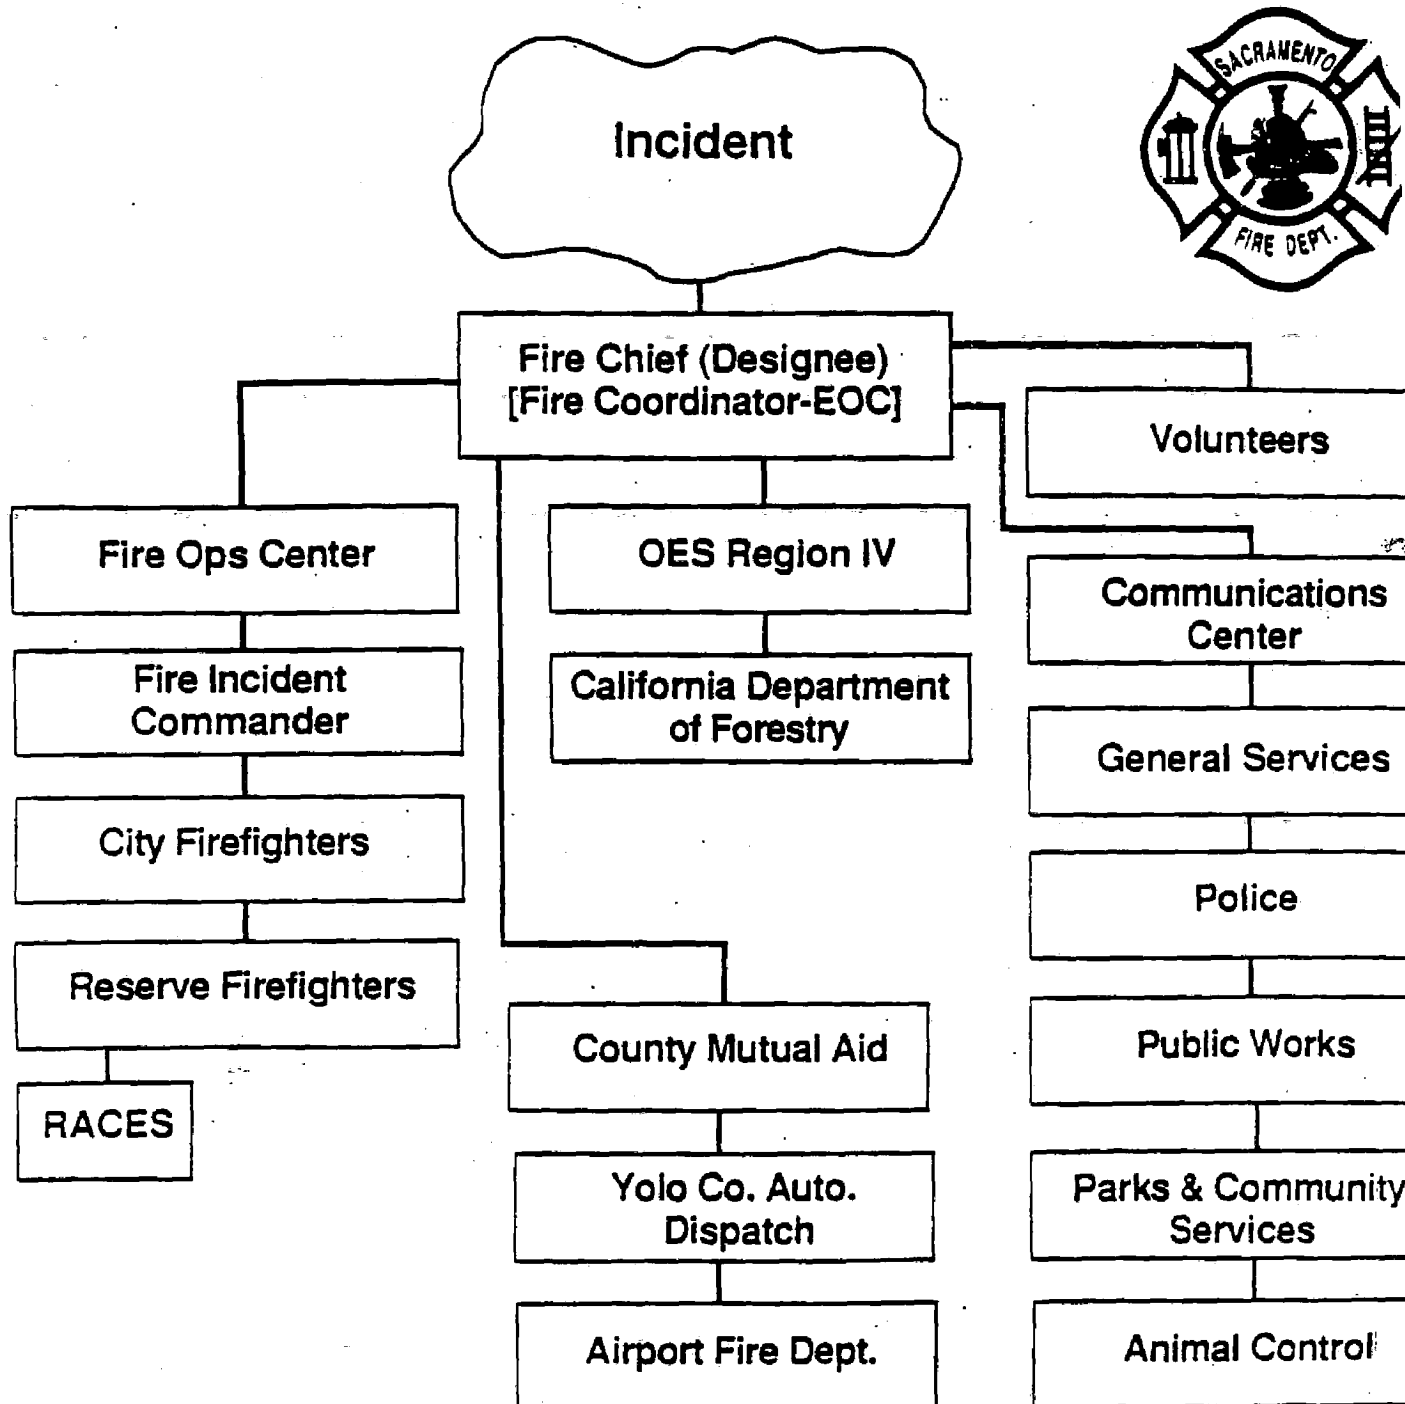 Incident
SACRAMENTO
FIRE DEPT.
Fire Chief (Designee)
[Fire Coordinator-EOC]
Volunteers
Fire Ops Center
OES Region IV
Communications
Center
Fire Incident
Commander
California Department
of Forestry
General Services
City Firefighters
Police
Reserve Firefighters
County Mutual Aid
Public Works
RACES
Yolo Co. Auto.
Dispatch
Parks & Community
Services
Airport Fire Dept.
Animal Control